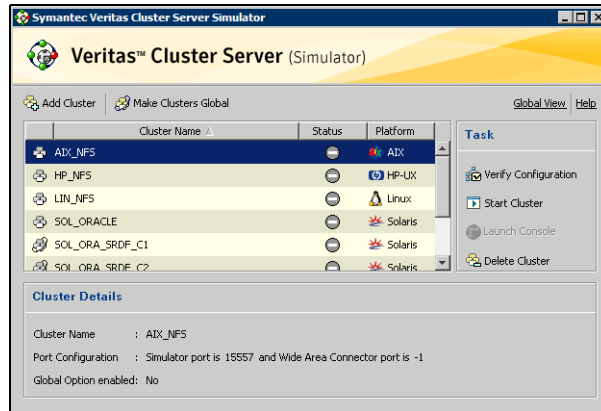 Symantec Veritas Cluster Server Simulator
Veritas™ Cluster Server (Simulator)
Add Cluster Make Clusters Global Global View Help
Cluster Name Status Platform
AIX_NFS AIX
HP_NFS HP-UX
LIN_NFS Linux
SOL_ORACLE Solaris
SOL_ORA_SRDF_C1 Solaris
SOL_ORA_SRDF_C2 Solaris
Task
Verify Configuration
Start Cluster
Launch Console
Delete Cluster
Cluster Details
Cluster Name : AIX_NFS
Port Configuration : Simulator port is 15557 and Wide Area Connector port is -1
Global Option enabled: No